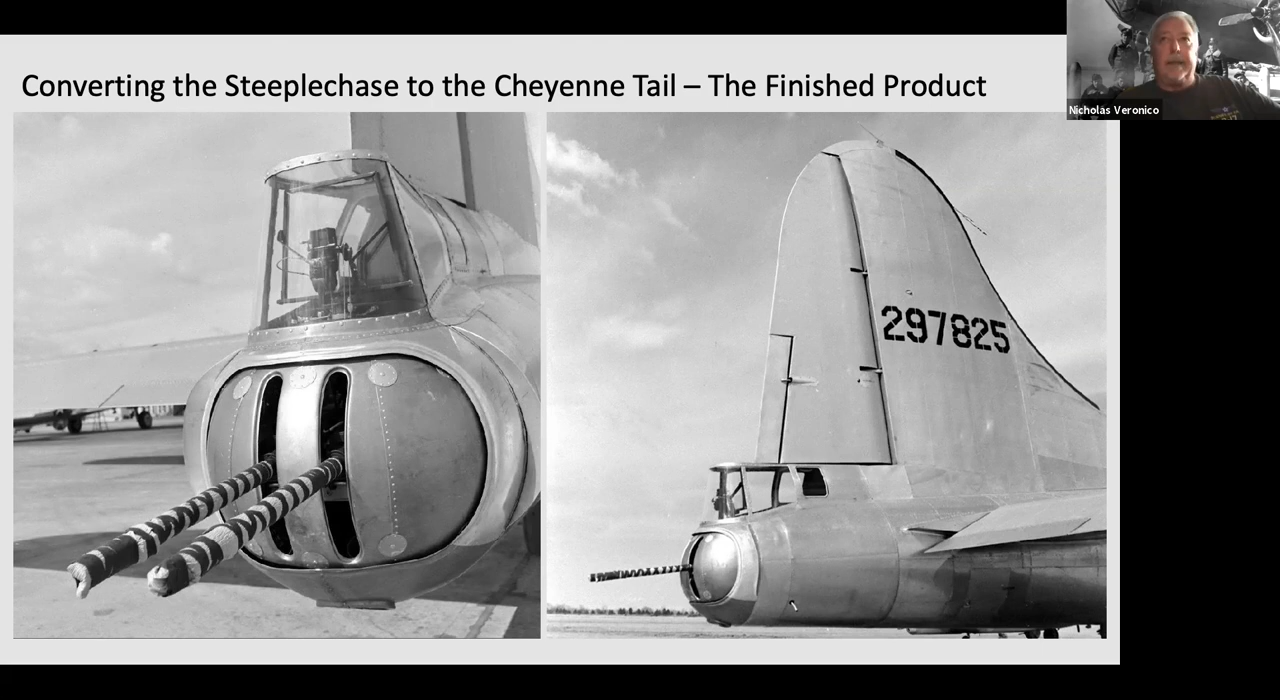 Converting the Steeplechase to the Cheyenne Tail – The Finished Product
Nicholas Veronico
297825